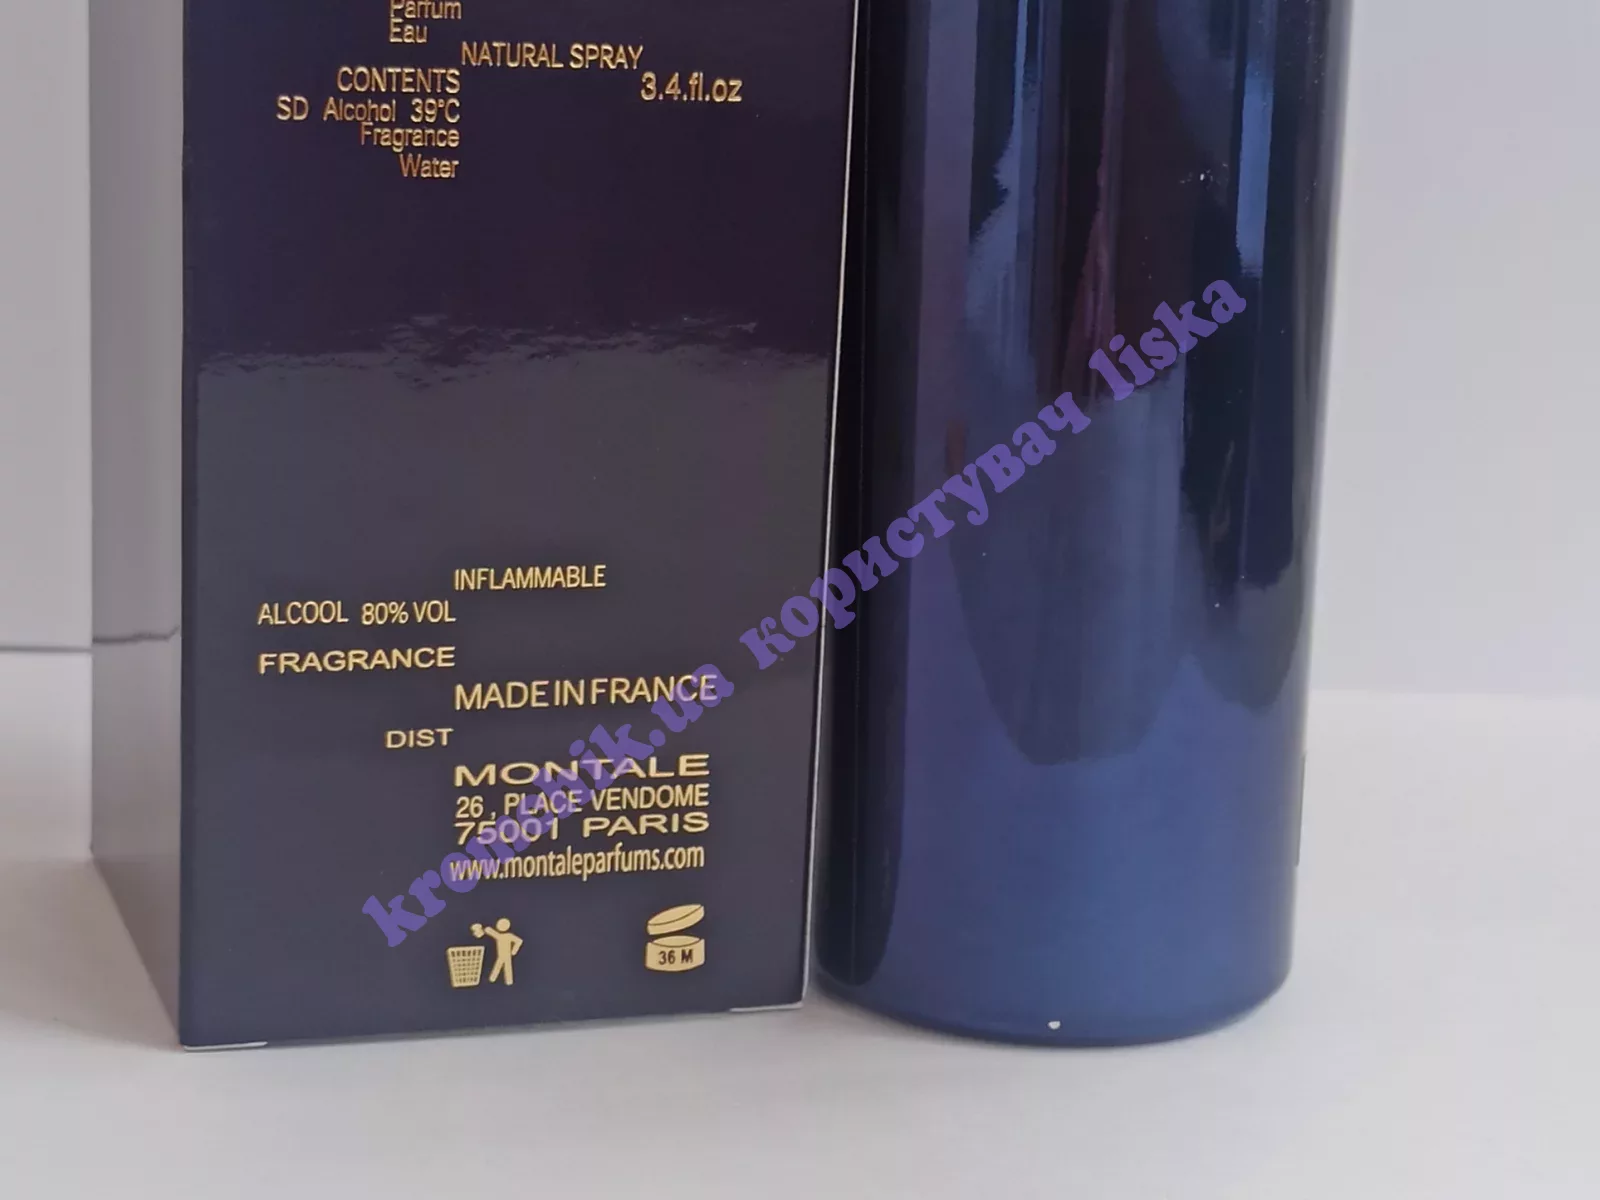 Parfum
Eau
NATURAL SPRAY
CONTENTS
3.4.fl.oz
SD Alcohol 39°C
Fragrance
Water
INFLAMMABLE
ALCOOL 80% VOL
FRAGRANCE
MADE IN FRANCE
DIST
MONTALE
26, PLACE VENDOME
75001 PARIS
www.montaleparfums.com
36 M
kromshik.ua користувач liska